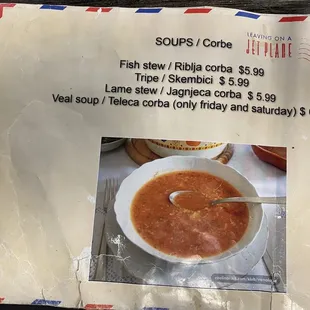 LEAVING ON A
JET PLANE
SOUPS / Corbe
Fish stew / Riblja corba $5.99
Tripe / Skembici $ 5.99
Lame stew / Jagnjeca corba $ 5.99
Veal soup / Teleca corba (only friday and saturday) $